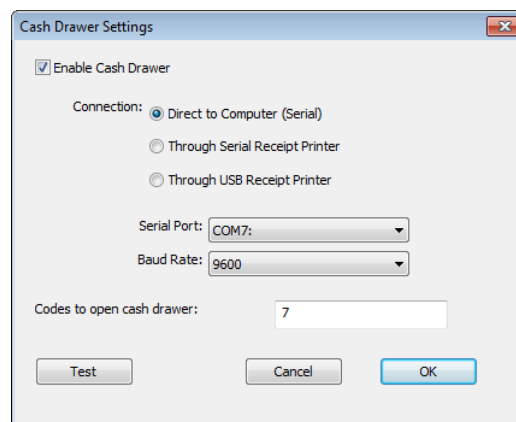 Cash Drawer Settings
Enable Cash Drawer
Connection: Direct to Computer (Serial)
Through Serial Receipt Printer
Through USB Receipt Printer
Serial Port: COM7:
Baud Rate: 9600
Codes to open cash drawer: 7
Test Cancel OK